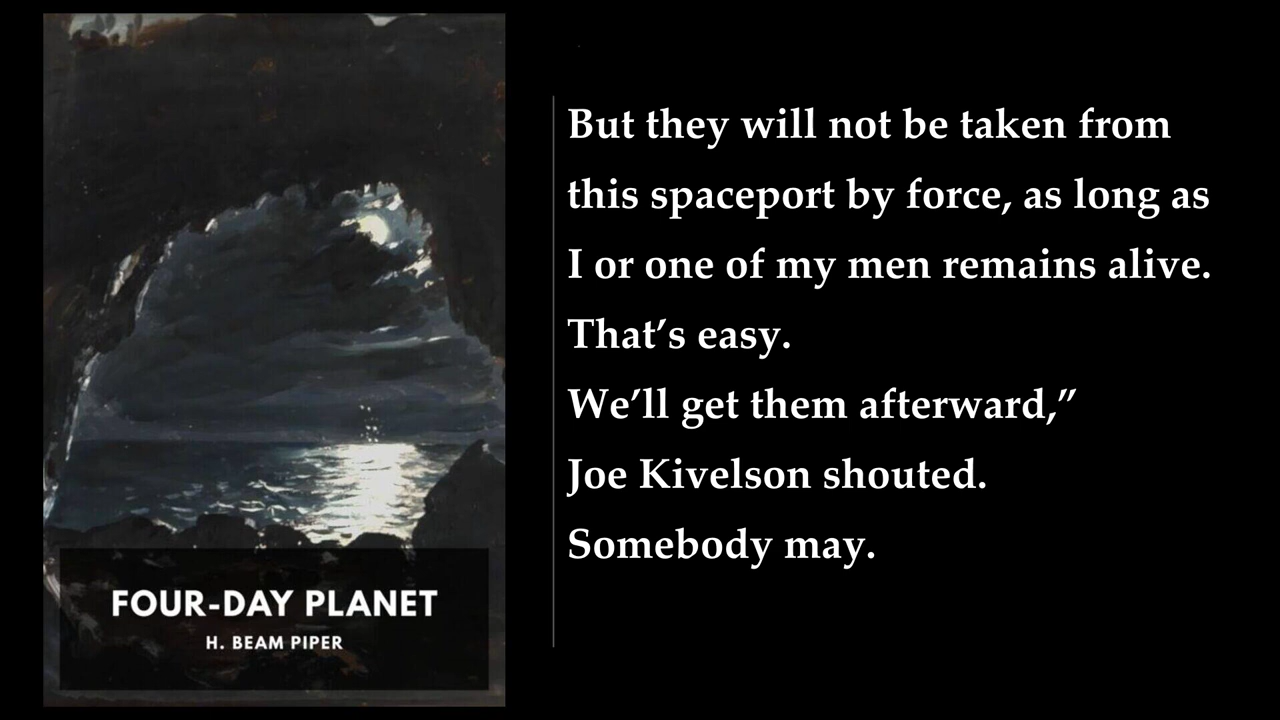 FOUR-DAY PLANET
H. BEAM PIPER
But they will not be taken from
this spaceport by force, as long as
I or one of my men remains alive.
That’s easy.
We’ll get them afterward,”
Joe Kivelson shouted.
Somebody may.